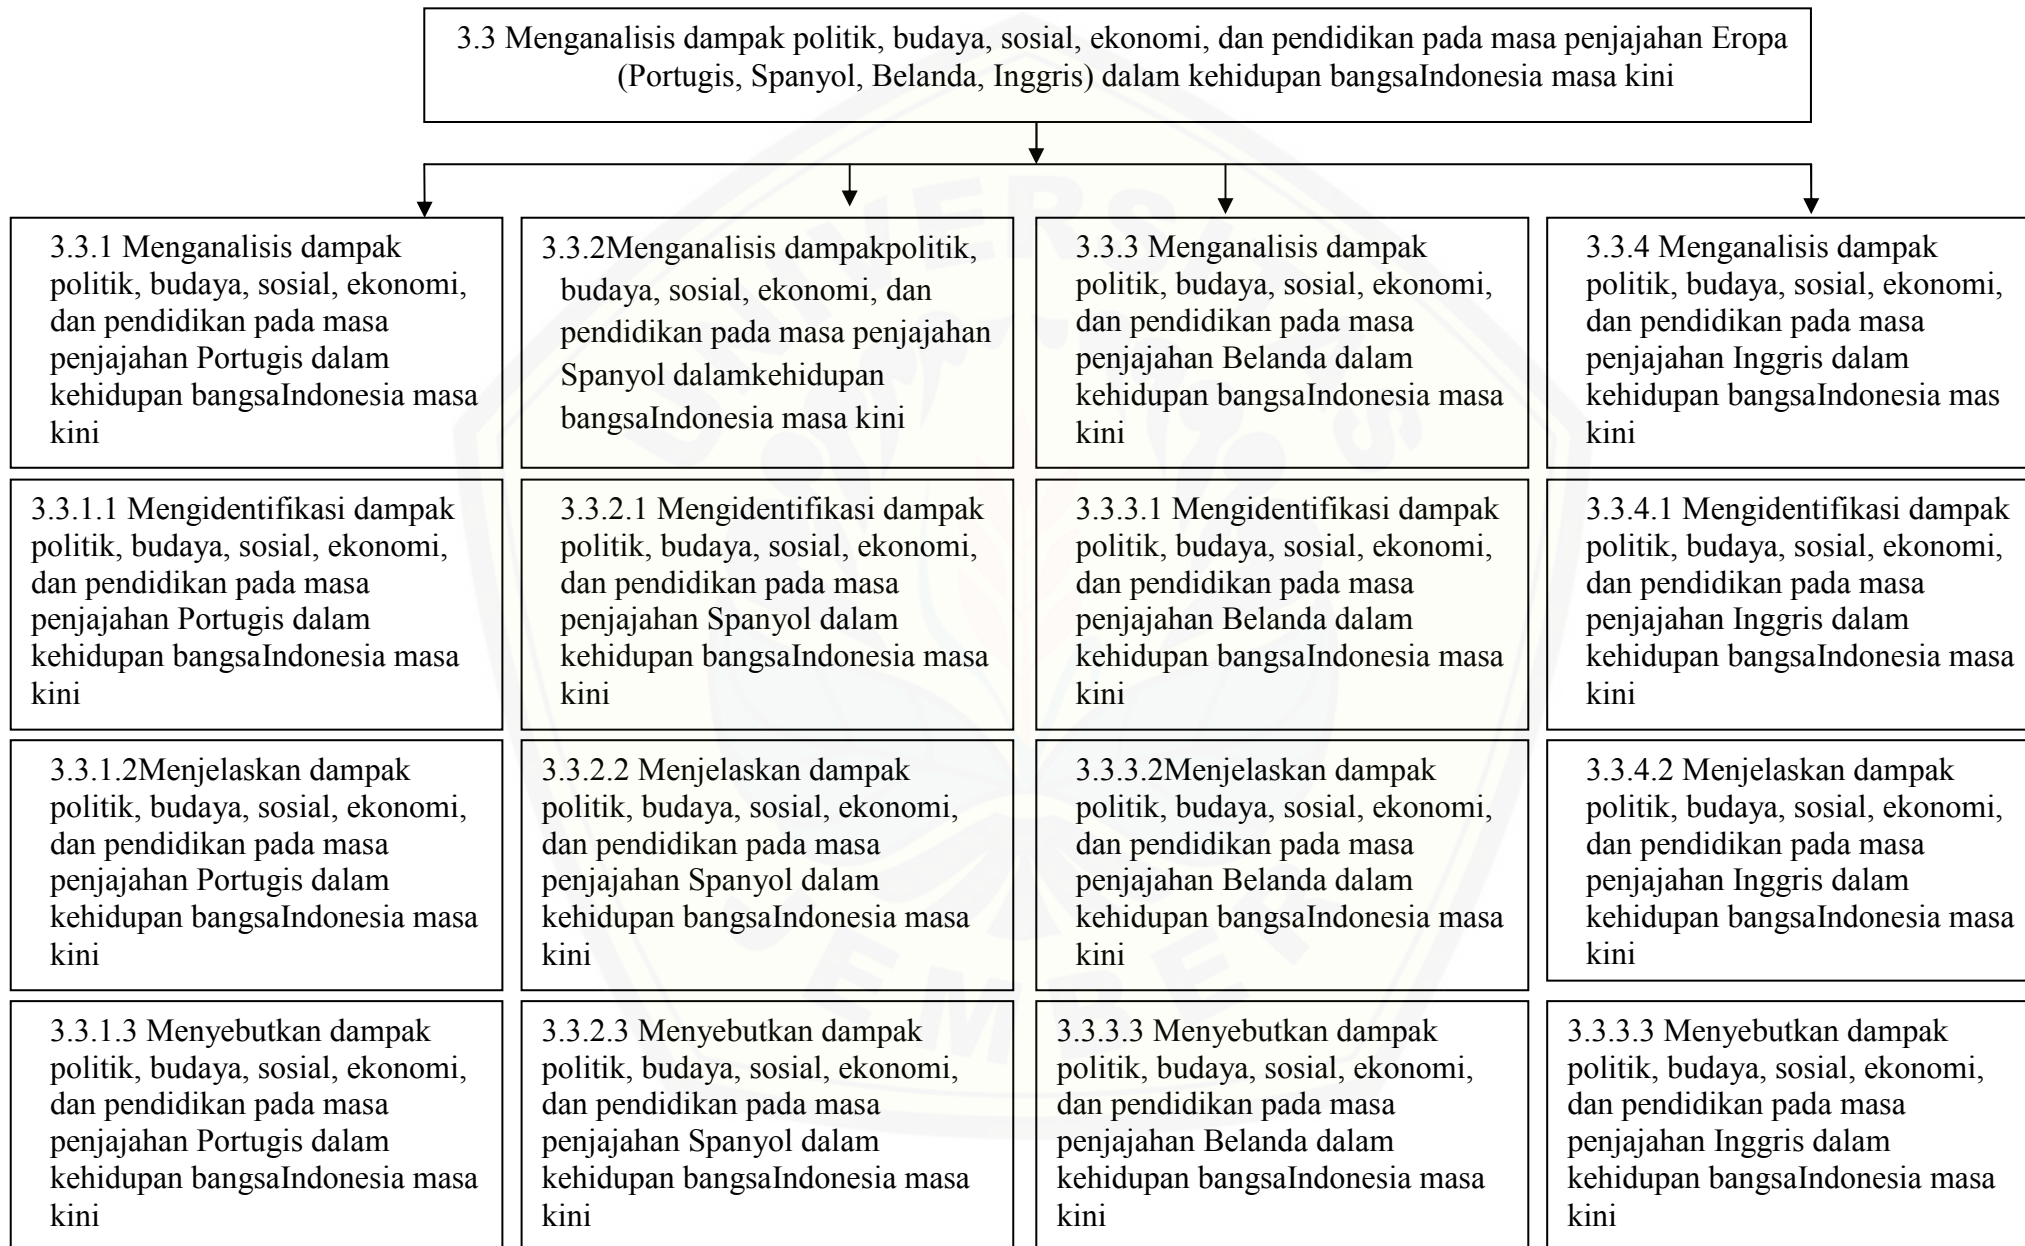 3.3 Menganalisis dampak politik, budaya, sosial, ekonomi, dan pendidikan pada masa penjajahan Eropa
(Portugis, Spanyol, Belanda, Inggris) dalam kehidupan bangsaIndonesia masa kini
3.3.1 Menganalisis dampak
politik, budaya, sosial, ekonomi,
dan pendidikan pada masa
penjajahan Portugis dalam
kehidupan bangsaIndonesia masa
kini
3.3.2Menganalisis dampakpolitik,
budaya, sosial, ekonomi, dan
pendidikan pada masa penjajahan
Spanyol dalamkehidupan
bangsaIndonesia masa kini
3.3.3 Menganalisis dampak
politik, budaya, sosial, ekonomi,
dan pendidikan pada masa
penjajahan Belanda dalam
kehidupan bangsaIndonesia masa
kini
3.3.4 Menganalisis dampak
politik, budaya, sosial, ekonomi,
dan pendidikan pada masa
penjajahan Inggris dalam
kehidupan bangsaIndonesia mas
kini
3.3.1.1 Mengidentifikasi dampak
politik, budaya, sosial, ekonomi,
dan pendidikan pada masa
penjajahan Portugis dalam
kehidupan bangsaIndonesia masa
kini
3.3.2.1 Mengidentifikasi dampak
politik, budaya, sosial, ekonomi,
dan pendidikan pada masa
penjajahan Spanyol dalam
kehidupan bangsaIndonesia masa
kini
3.3.3.1 Mengidentifikasi dampak
politik, budaya, sosial, ekonomi,
dan pendidikan pada masa
penjajahan Belanda dalam
kehidupan bangsaIndonesia masa
kini
3.3.4.1 Mengidentifikasi dampak
politik, budaya, sosial, ekonomi,
dan pendidikan pada masa
penjajahan Inggris dalam
kehidupan bangsaIndonesia masa
kini
3.3.1.2Menjelaskan dampak
politik, budaya, sosial, ekonomi,
dan pendidikan pada masa
penjajahan Portugis dalam
kehidupan bangsaIndonesia masa
kini
3.3.2.2 Menjelaskan dampak
politik, budaya, sosial, ekonomi,
dan pendidikan pada masa
penjajahan Spanyol dalam
kehidupan bangsaIndonesia masa
kini
3.3.3.2Menjelaskan dampak
politik, budaya, sosial, ekonomi,
dan pendidikan pada masa
penjajahan Belanda dalam
kehidupan bangsaIndonesia masa
kini
3.3.4.2 Menjelaskan dampak
politik, budaya, sosial, ekonomi,
dan pendidikan pada masa
penjajahan Inggris dalam
kehidupan bangsaIndonesia masa
kini
3.3.1.3 Menyebutkan dampak
politik, budaya, sosial, ekonomi,
dan pendidikan pada masa
penjajahan Portugis dalam
kehidupan bangsaIndonesia masa
kini
3.3.2.3 Menyebutkan dampak
politik, budaya, sosial, ekonomi,
dan pendidikan pada masa
penjajahan Spanyol dalam
kehidupan bangsaIndonesia masa
kini
3.3.3.3 Menyebutkan dampak
politik, budaya, sosial, ekonomi,
dan pendidikan pada masa
penjajahan Belanda dalam
kehidupan bangsaIndonesia masa
kini
3.3.3.3 Menyebutkan dampak
politik, budaya, sosial, ekonomi,
dan pendidikan pada masa
penjajahan Inggris dalam
kehidupan bangsaIndonesia masa
kini
UNIVERSITAS
JEMBER